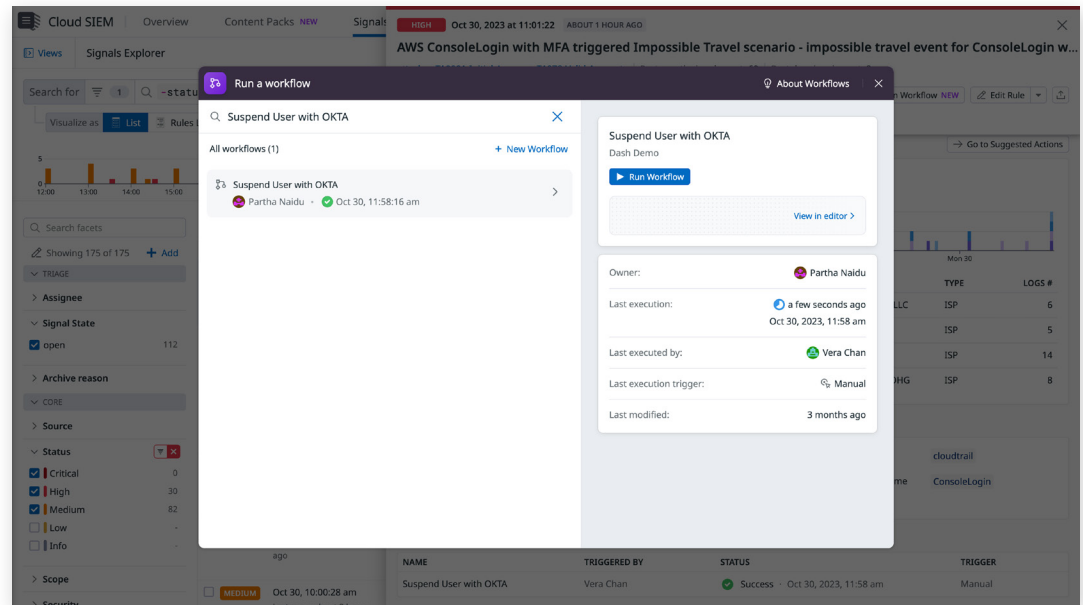 Cloud SIEM
Overview
Content Packs NEW
Signals
HIGH Oct 30, 2023 at 11:01:22 ABOUT 1 HOUR AGO
AWS ConsoleLogin with MFA triggered Impossible Travel scenario - impossible travel event for ConsoleLogin w...
Views
Signals Explorer
Workflow NEW
Edit Rule
Search for 1 -statu
Visualize as List Rules
Go to Suggested Actions
5
0
12:00 13:00 14:00 15:00
Search facets
Showing 175 of 175 + Add
TRIAGE
Assignee
Signal State
open 112
Archive reason
CORE
Source
Status
Critical 0
High 30
Medium 82
Low -
Info -
Scope
Security
Run a workflow
About Workflows
Suspend User with OKTA
All workflows (1)
+ New Workflow
Suspend User with OKTA
Partha Naidu • Oct 30, 11:58:16 am
Suspend User with OKTA
Dash Demo
Run Workflow
View in editor >
Owner: Partha Naidu
Last execution: a few seconds ago
Oct 30, 2023, 11:58 am
Last executed by: Vera Chan
Last execution trigger: Manual
Last modified: 3 months ago
Mon 30
TYPE LOGS #
LLC ISP 6
ISP 5
ISP 14
OHG ISP 8
cloudtrail
me ConsoleLogin
ago
MEDIUM Oct 30, 10:00:28 am
NAME TRIGGERED BY STATUS TRIGGER
Suspend User with OKTA Vera Chan Success · Oct 30, 2023, 11:58 am Manual